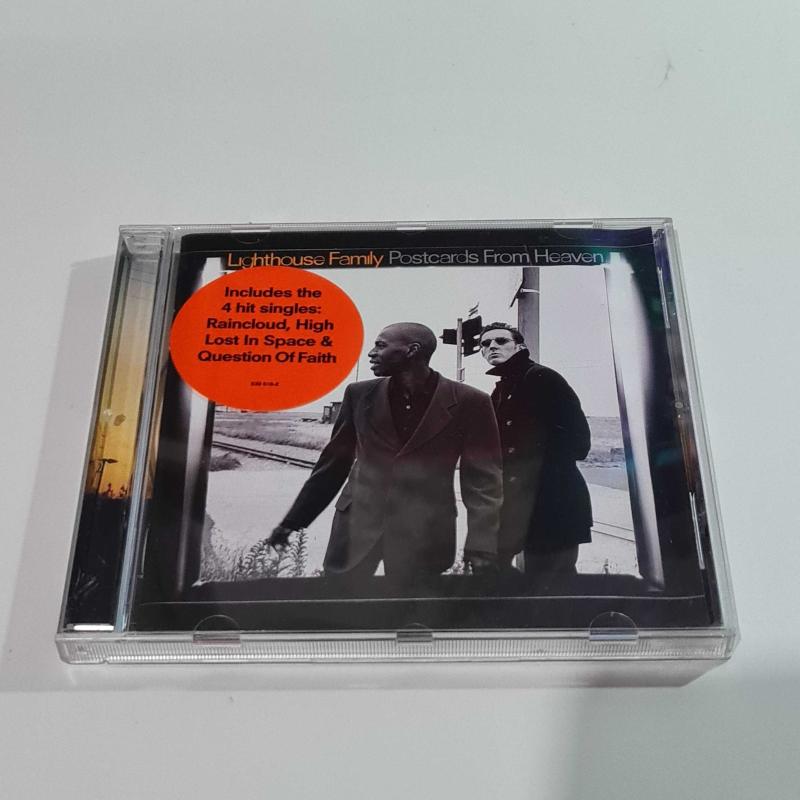 Lighthouse Family Postcards From Heaven
Includes the
4 hit singles:
Raincloud, High
Lost In Space &
Question Of Faith